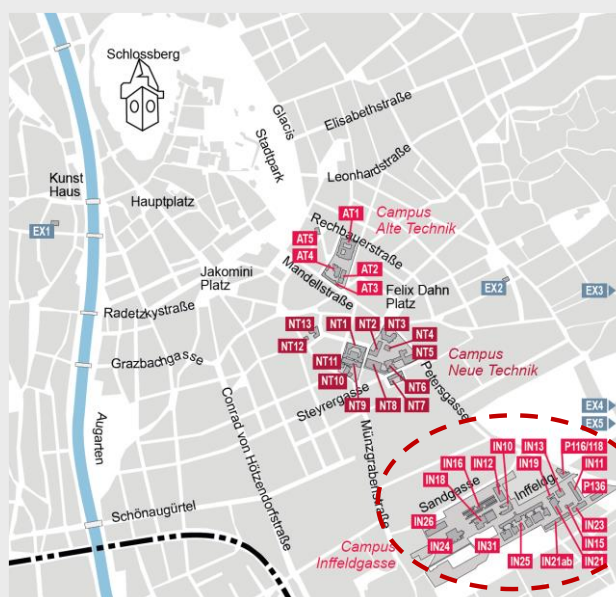 Schlossberg
Glacis
Stadtpark
Elisabethstraße
Leonhardstraße
Kunst
Haus
Hauptplatz
EX1
AT1
Campus
Alte Technik
Rechbauerstraße
AT5
AT4
AT2
AT3
Jakomini
Platz
Mandellstraße
Felix Dahn
Platz
EX2
EX3
Radetzkystraße
NT13
NT1
NT2
NT3
NT4
NT12
NT5
Campus
Neue Technik
Grazbachgasse
NT11
NT10
NT6
NT9
NT8
NT7
Steyrergasse
Petersgasse
EX4
EX5
Augarten
Conrad von Hötzendorfstraße
Münzgrabenstraße
IN10
IN13
P116/118
IN16
IN12
IN19
IN11
IN18
Sandgasse
Inffeldg.
P136
Schönaugürtel
IN26
IN23
Campus
Inffeldgasse
IN24
IN31
IN15
IN25
IN21ab
IN21